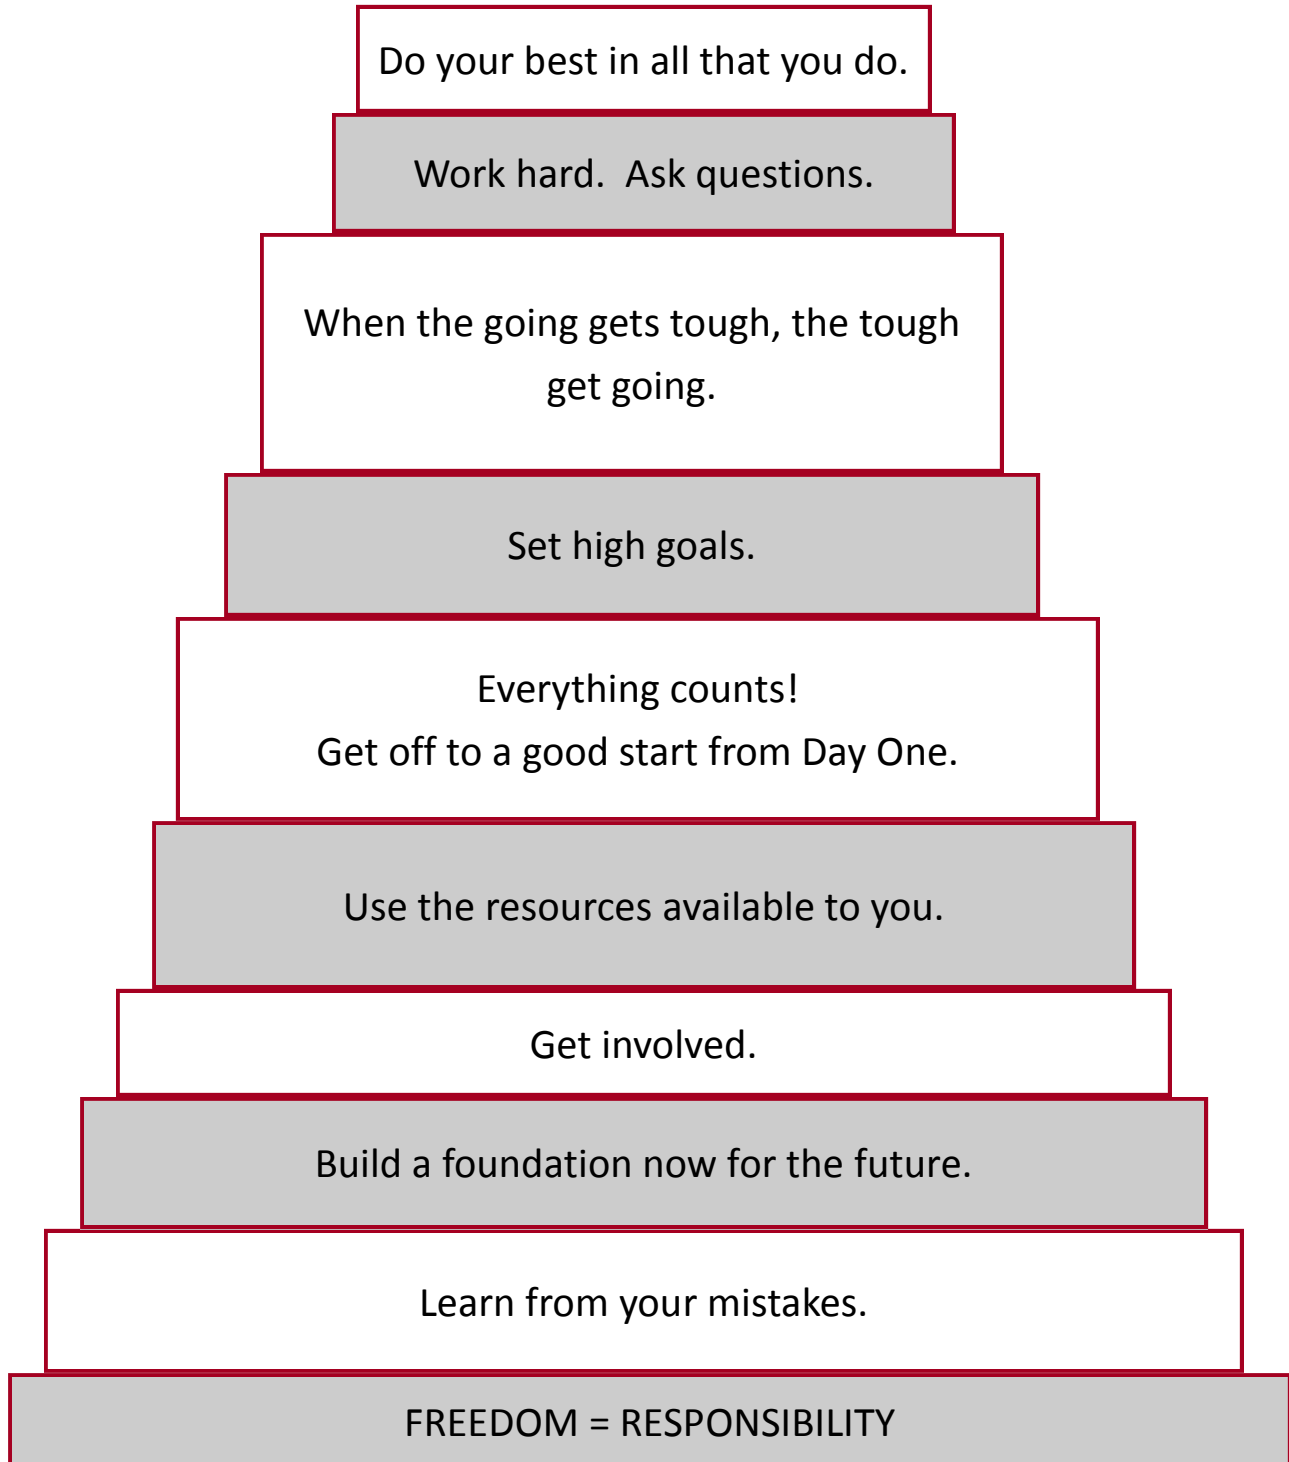 Do your best in all that you do.
Work hard.  Ask questions.
When the going gets tough, the tough
get going.
Set high goals.
Everything counts!
Get off to a good start from Day One.
Use the resources available to you.
Get involved.
Build a foundation now for the future.
Learn from your mistakes.
FREEDOM = RESPONSIBILITY